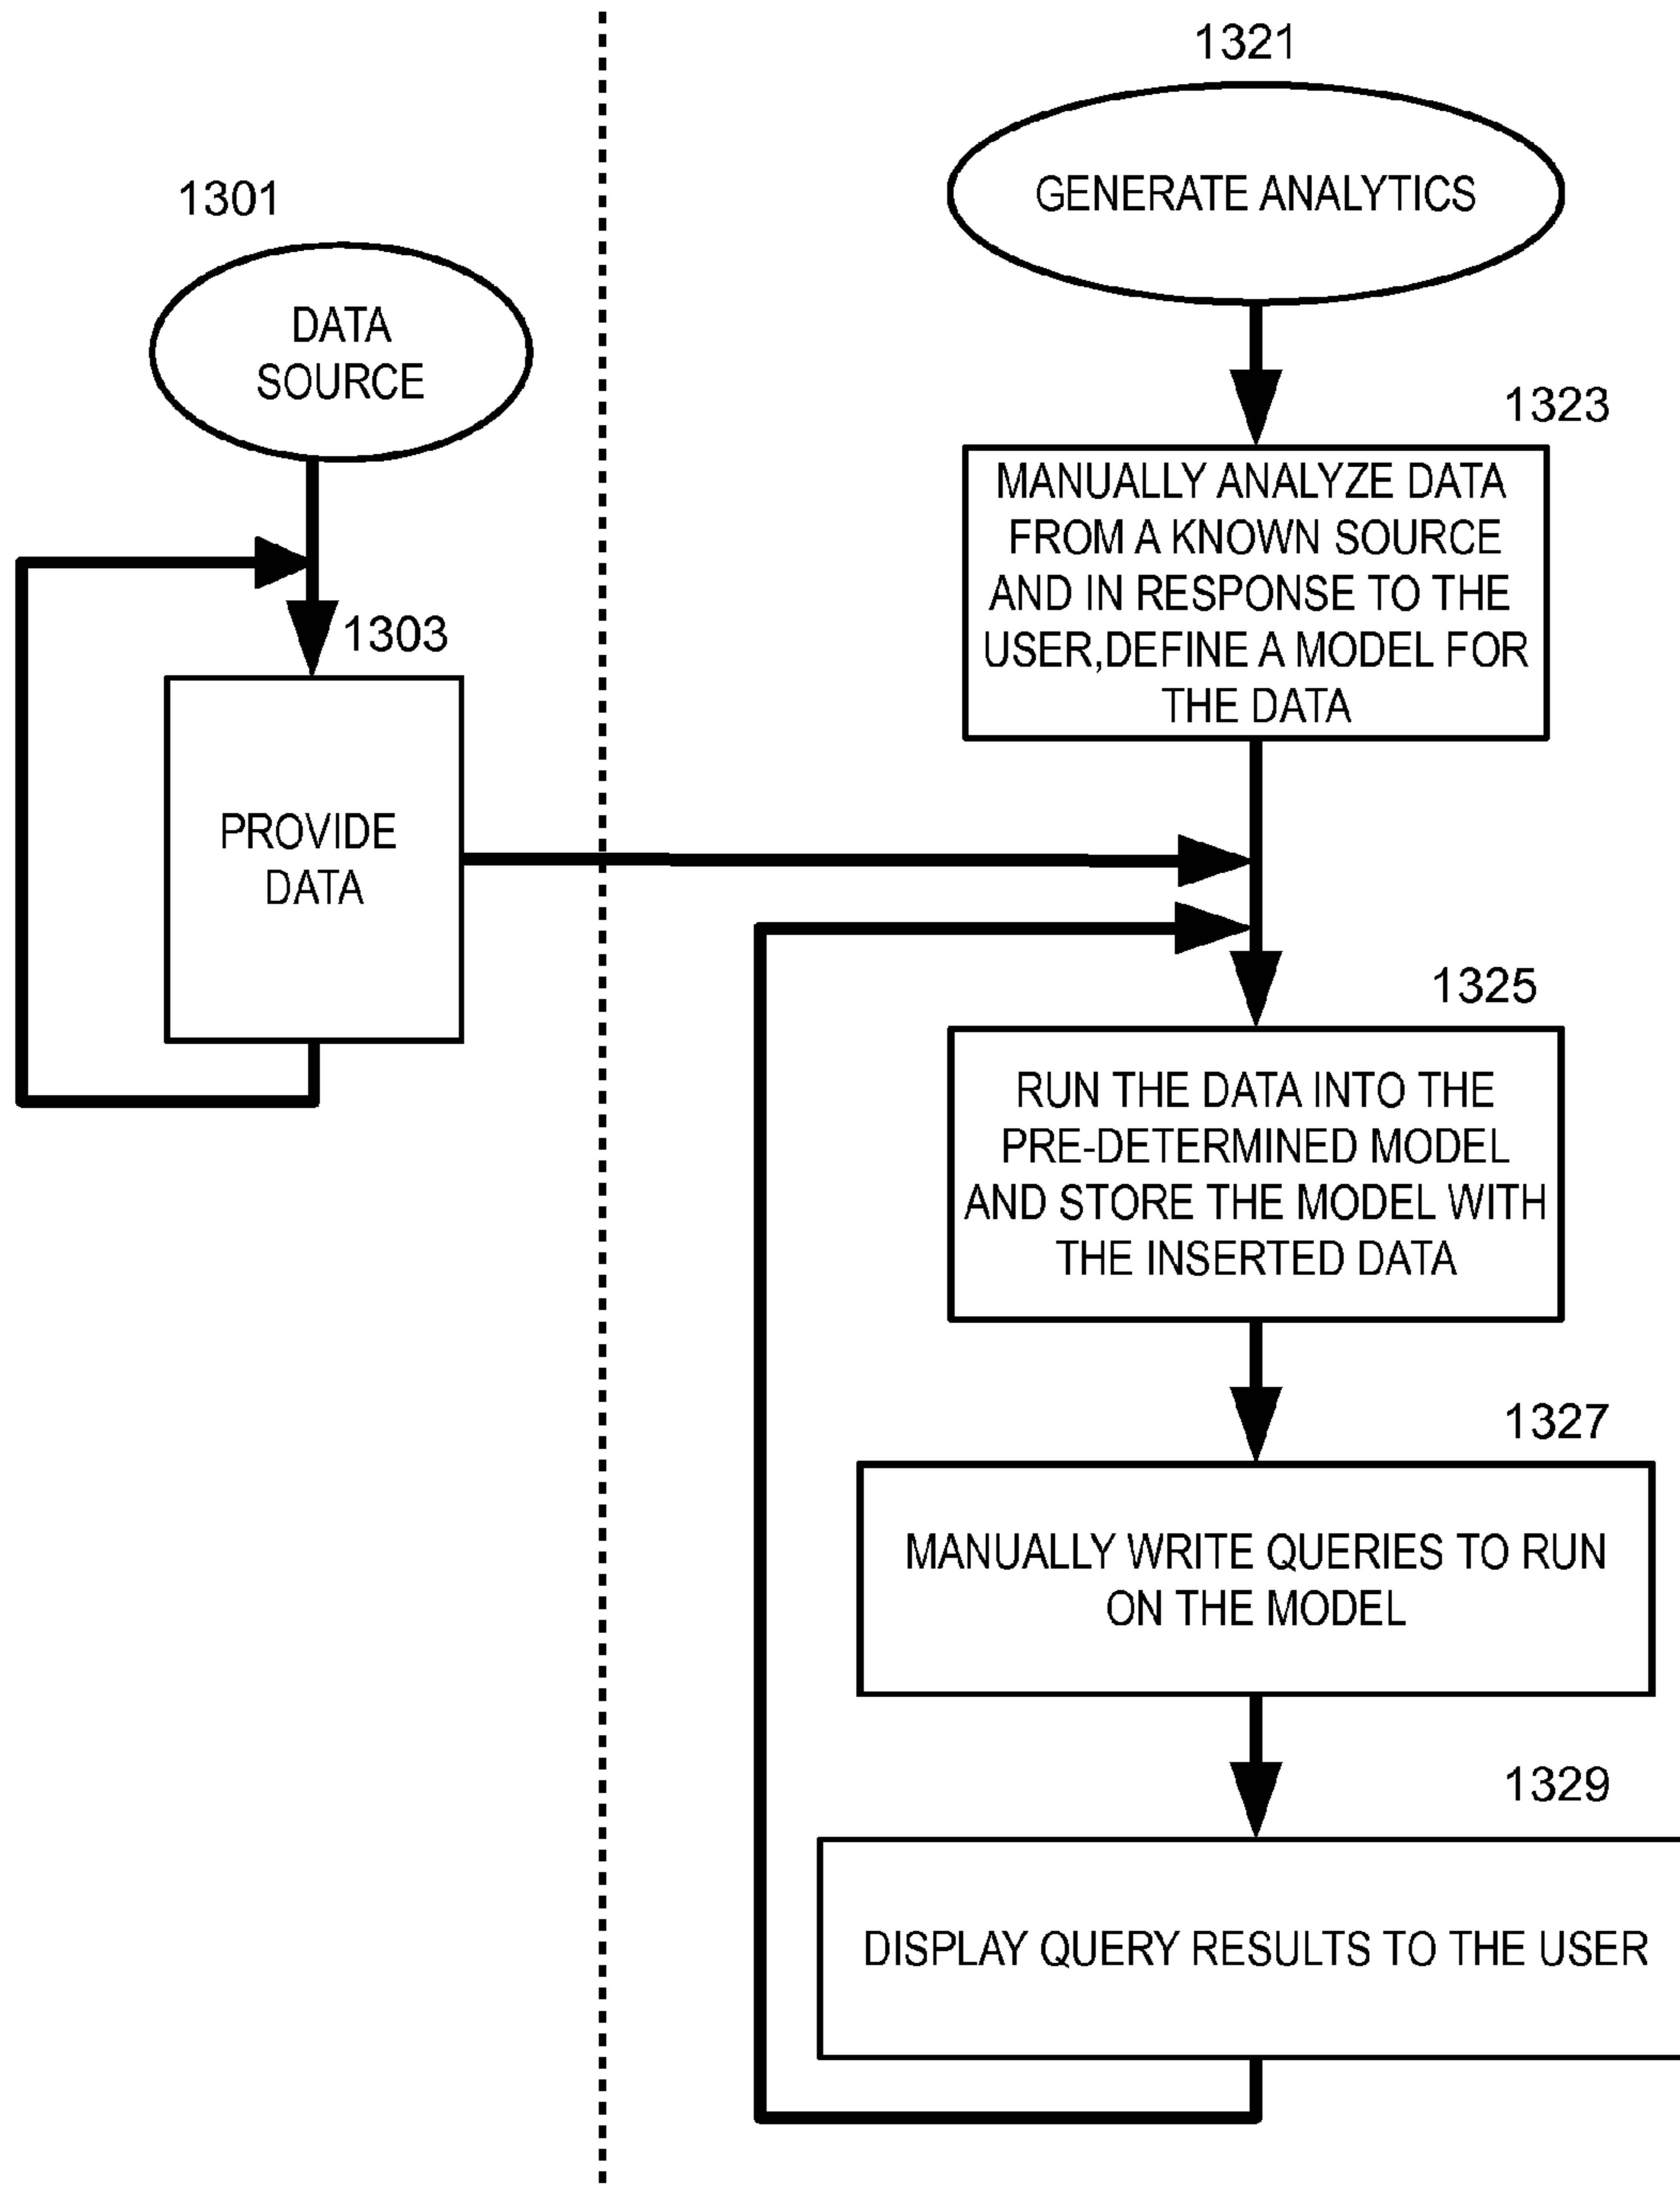 1301
DATA
SOURCE
1303
PROVIDE
DATA
1321
GENERATE ANALYTICS
1323
MANUALLY ANALYZE DATA
FROM A KNOWN SOURCE
AND IN RESPONSE TO THE
USER,DEFINE A MODEL FOR
THE DATA
1325
RUN THE DATA INTO THE
PRE-DETERMINED MODEL
AND STORE THE MODEL WITH
THE INSERTED DATA
1327
MANUALLY WRITE QUERIES TO RUN
ON THE MODEL
1329
DISPLAY QUERY RESULTS TO THE USER